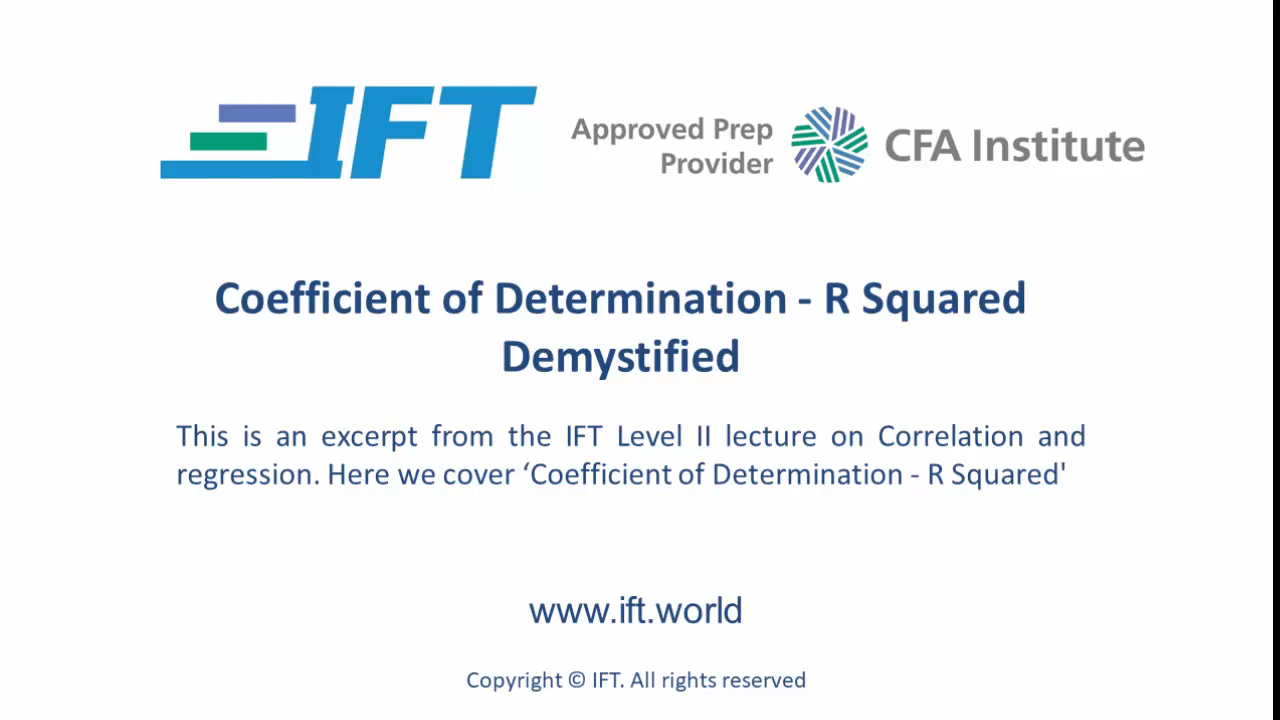 IFT
Approved Prep
Provider
CFA Institute
Coefficient of Determination - R Squared
Demystified
This is an excerpt from the IFT Level II lecture on Correlation and
regression. Here we cover ‘Coefficient of Determination - R Squared'
www.ift.world
Copyright © IFT. All rights reserved